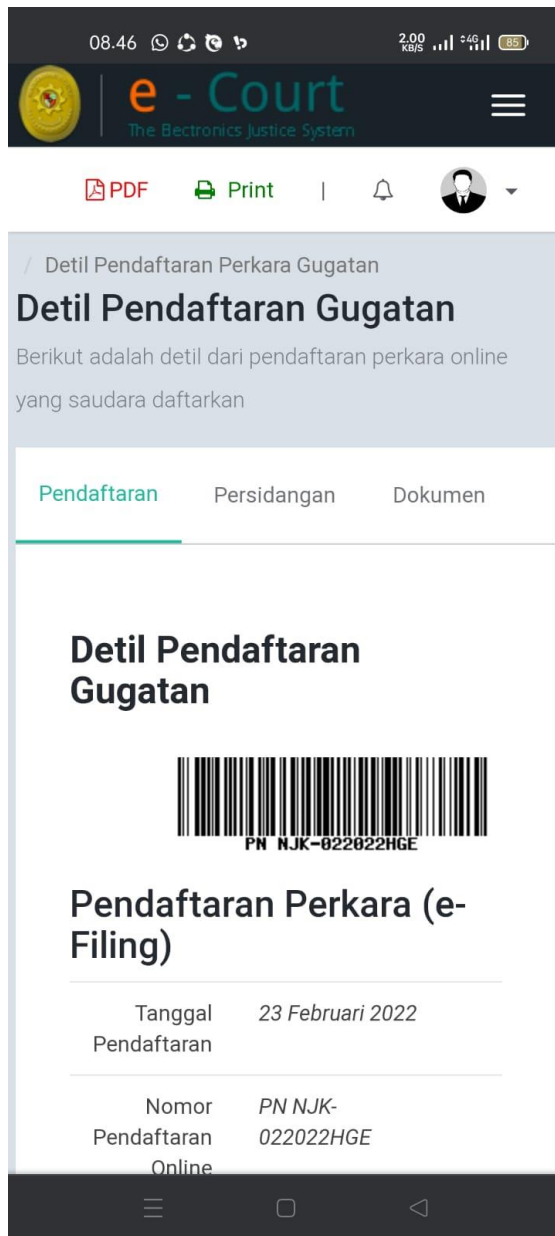 08.46
2.00 KB/S 4G 85
e - Court
The Electronics Justice System
PDF Print |
/ Detil Pendaftaran Perkara Gugatan
Detil Pendaftaran Gugatan
Berikut adalah detil dari pendaftaran perkara online
yang saudara daftarkan
Pendaftaran Persidangan Dokumen
Detil Pendaftaran
Gugatan
PN NJK-022022HGE
Pendaftaran Perkara (e-
Filing)
Tanggal 23 Februari 2022
Pendaftaran
Nomor PN NJK-
Pendaftaran 022022HGE
Online